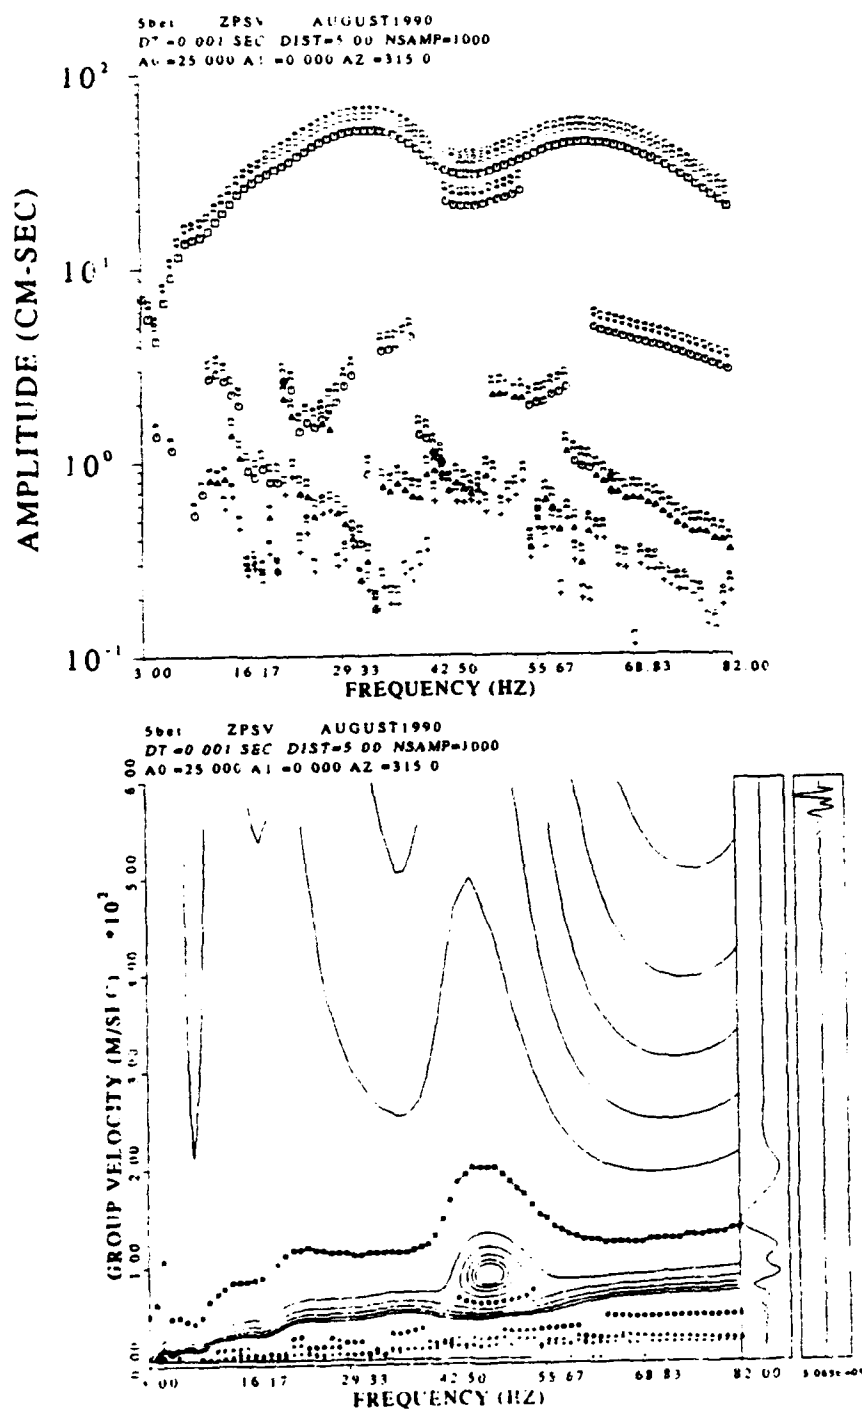 5bet ZPSV AUGUST1990
DT=0.001 SEC DIST=5 00 NSAMP=1000
A0=25 000 A1=0 000 AZ=315 0
10²
10¹
10⁰
10⁻¹
AMPLITUDE (CM-SEC)
3.00 16.17 29 33 42 50 55.67 68.83 82.00
FREQUENCY (HZ)
5bet ZPSV AUGUST1990
DT=0 001 SEC DIST=5 00 NSAMP=1000
A0=25 000 A1=0 000 AZ=315 0
6 00
5 00
2 00
1 00
0 00
GROUP VELOCITY (M/SEC) *10²
16 17 29 33 42 50 55 67 68.83 82 00
FREQUENCY (HZ)